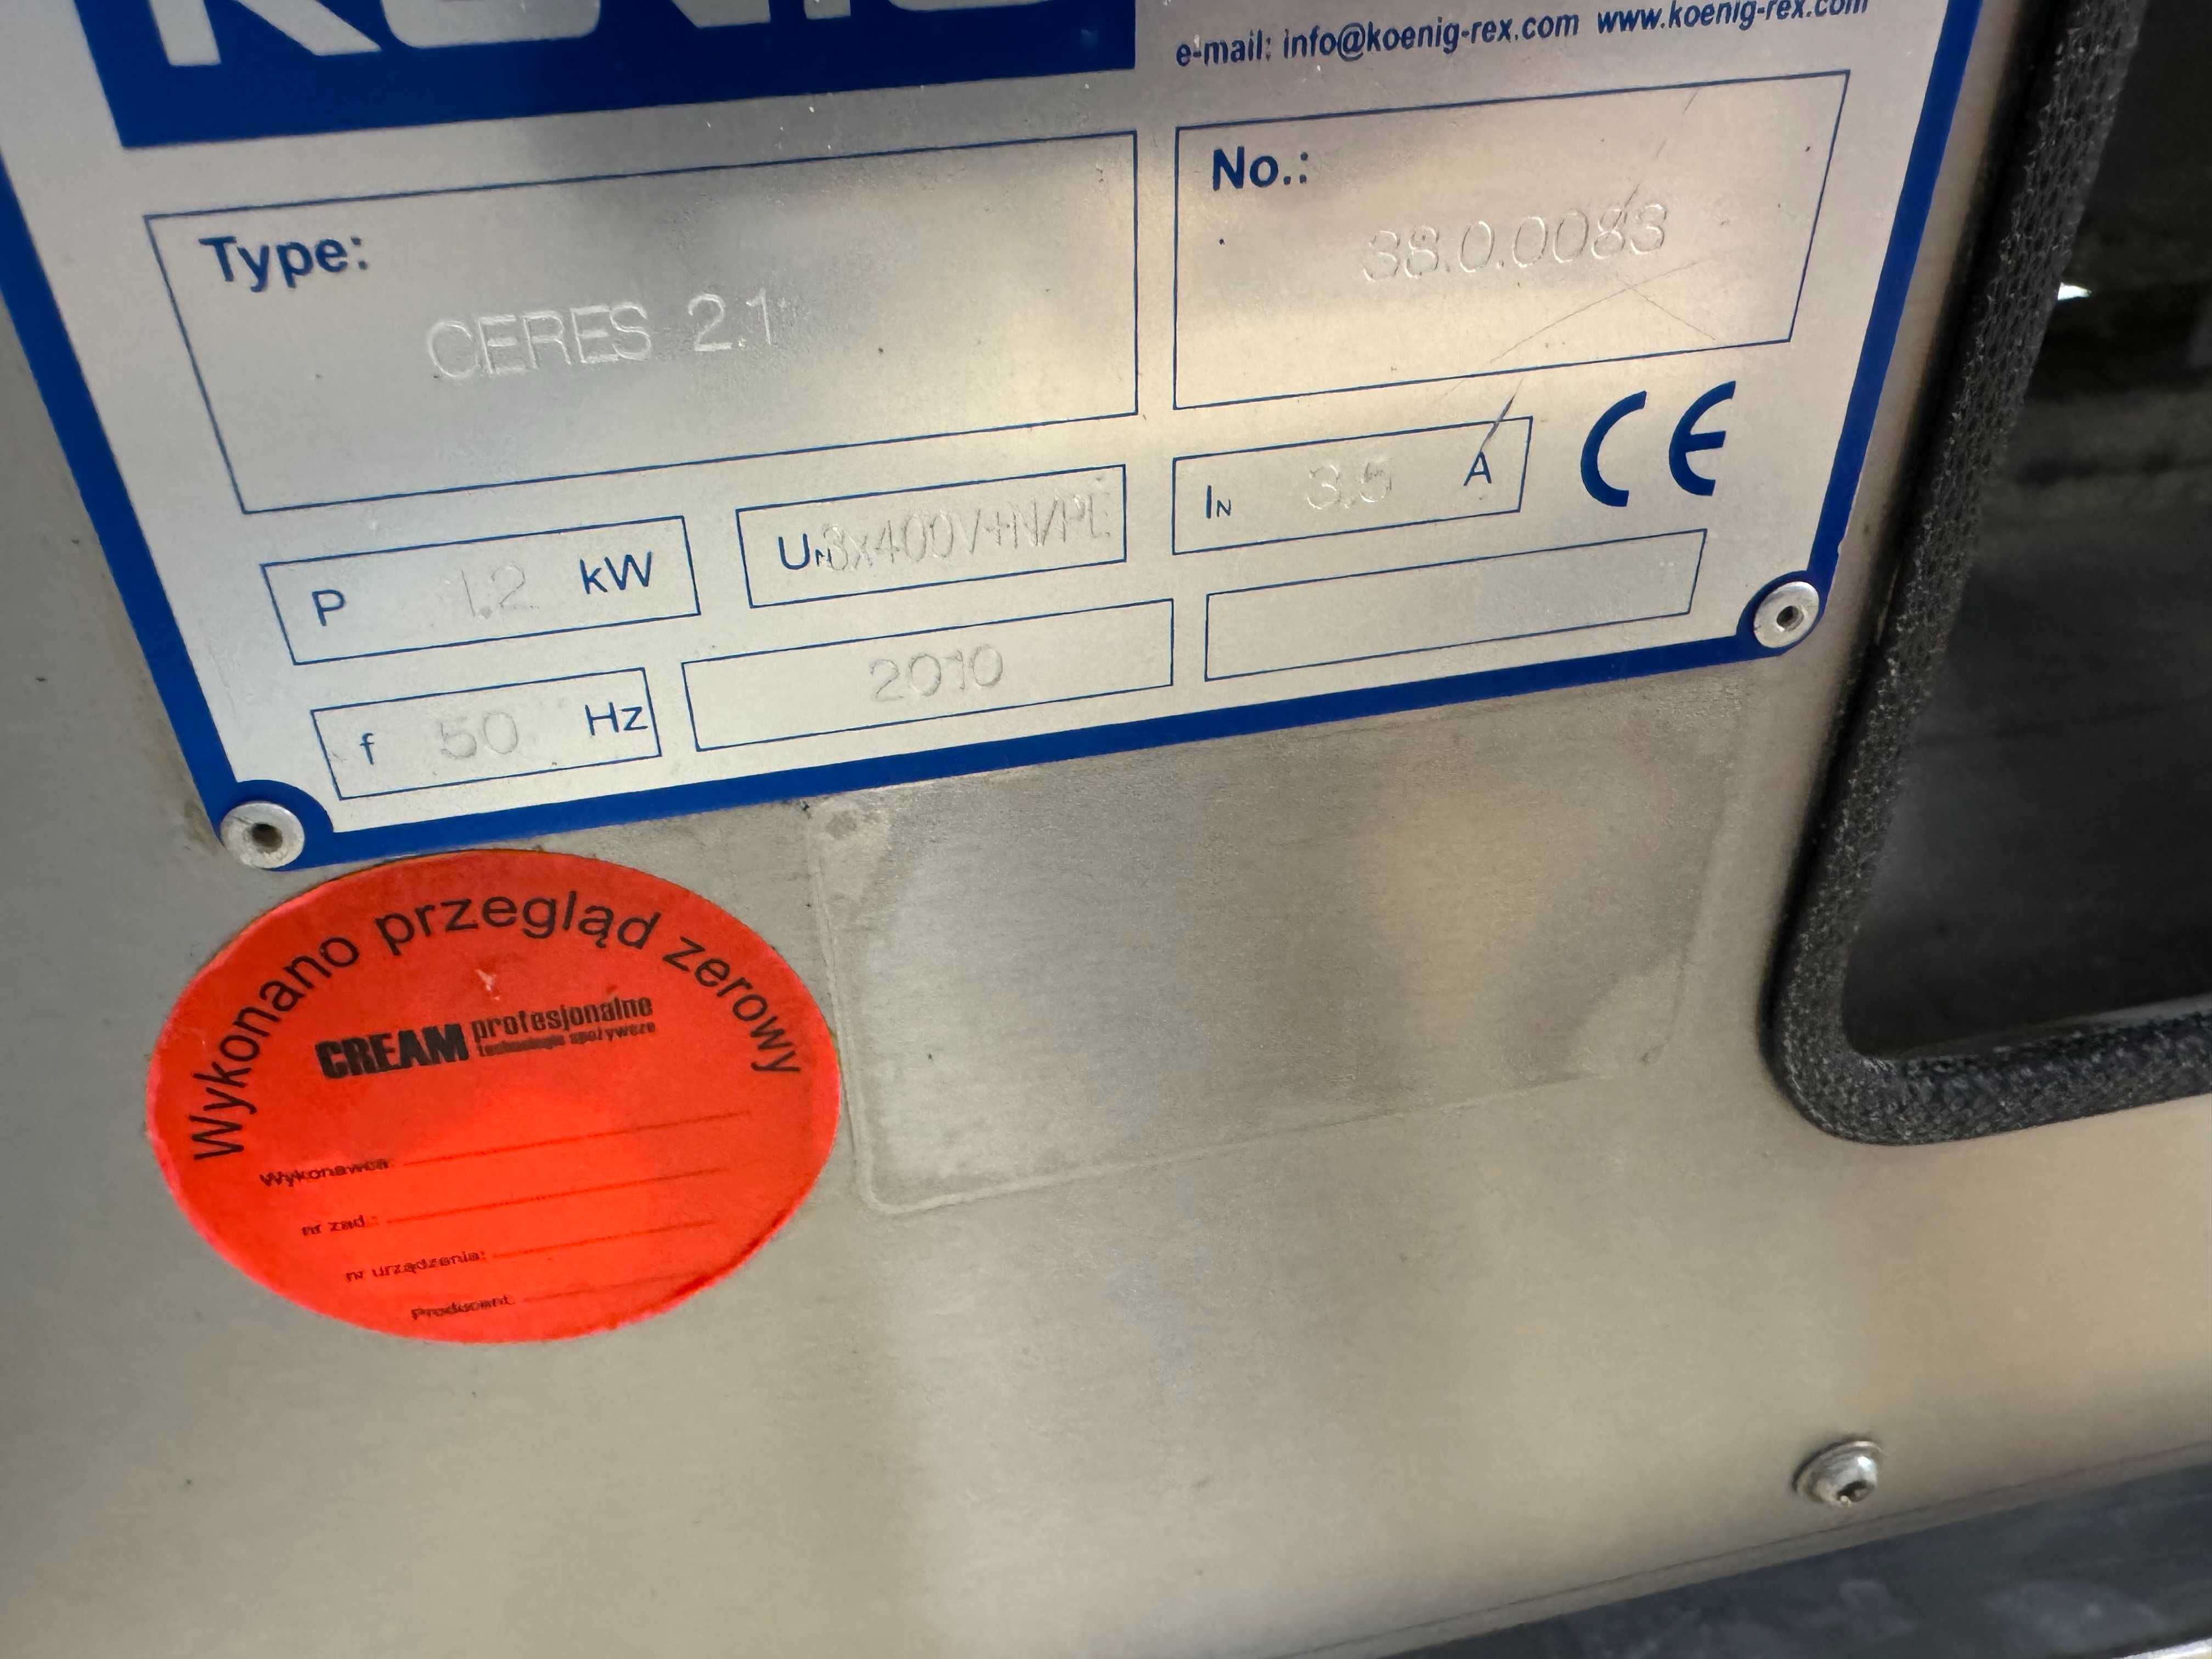 KÖNIG
e-mail: info@koenig-rex.com www.koenig-rex.com
Type:
CERES 2.1
No.:
38.0.0083
P 1.2 kW
UN 3x400V+N/PE
IN 3.5 A
CE
f 50 Hz
2010
Wykonano przegląd zerowy
CREAM profesjonalne
technologie spożywcze
Wykonawca:
nr zad.:
nr urządzenia:
Producent: